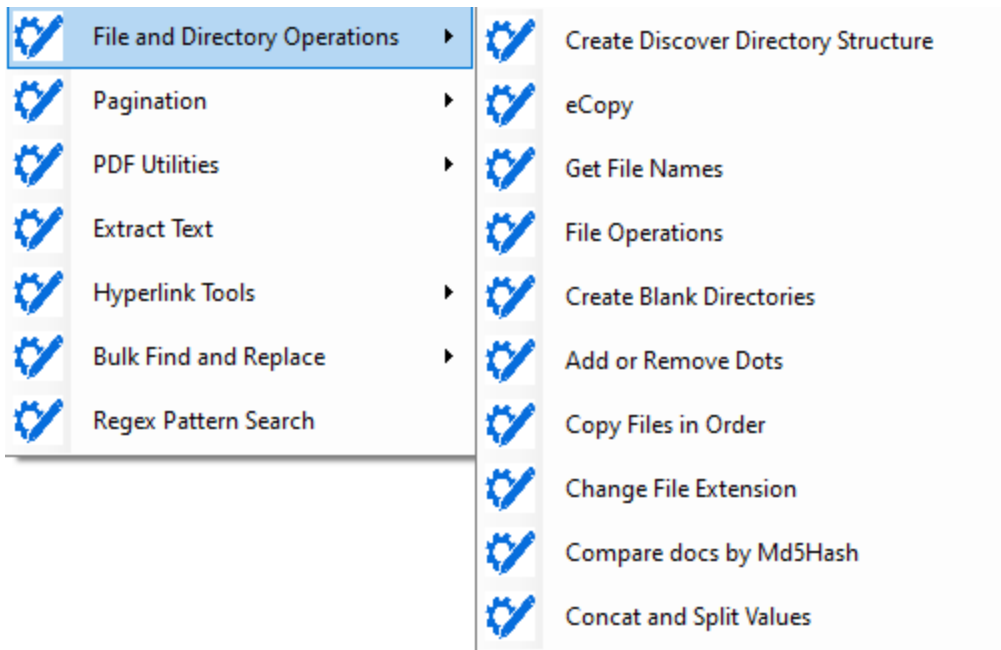 File and Directory Operations
Pagination
PDF Utilities
Extract Text
Hyperlink Tools
Bulk Find and Replace
Regex Pattern Search
Create Discover Directory Structure
eCopy
Get File Names
File Operations
Create Blank Directories
Add or Remove Dots
Copy Files in Order
Change File Extension
Compare docs by Md5Hash
Concat and Split Values